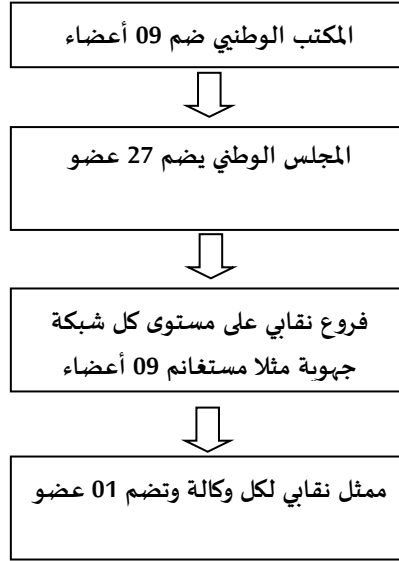 المكتب الوطني ضم 09 أعضاء
المجلس الوطني يضم 27 عضو
فروع نقابي على مستوى كل شبكة
جهوية مثلا مستغانم 09 أعضاء
ممثل نقابي لكل وكالة وتضم 01 عضو